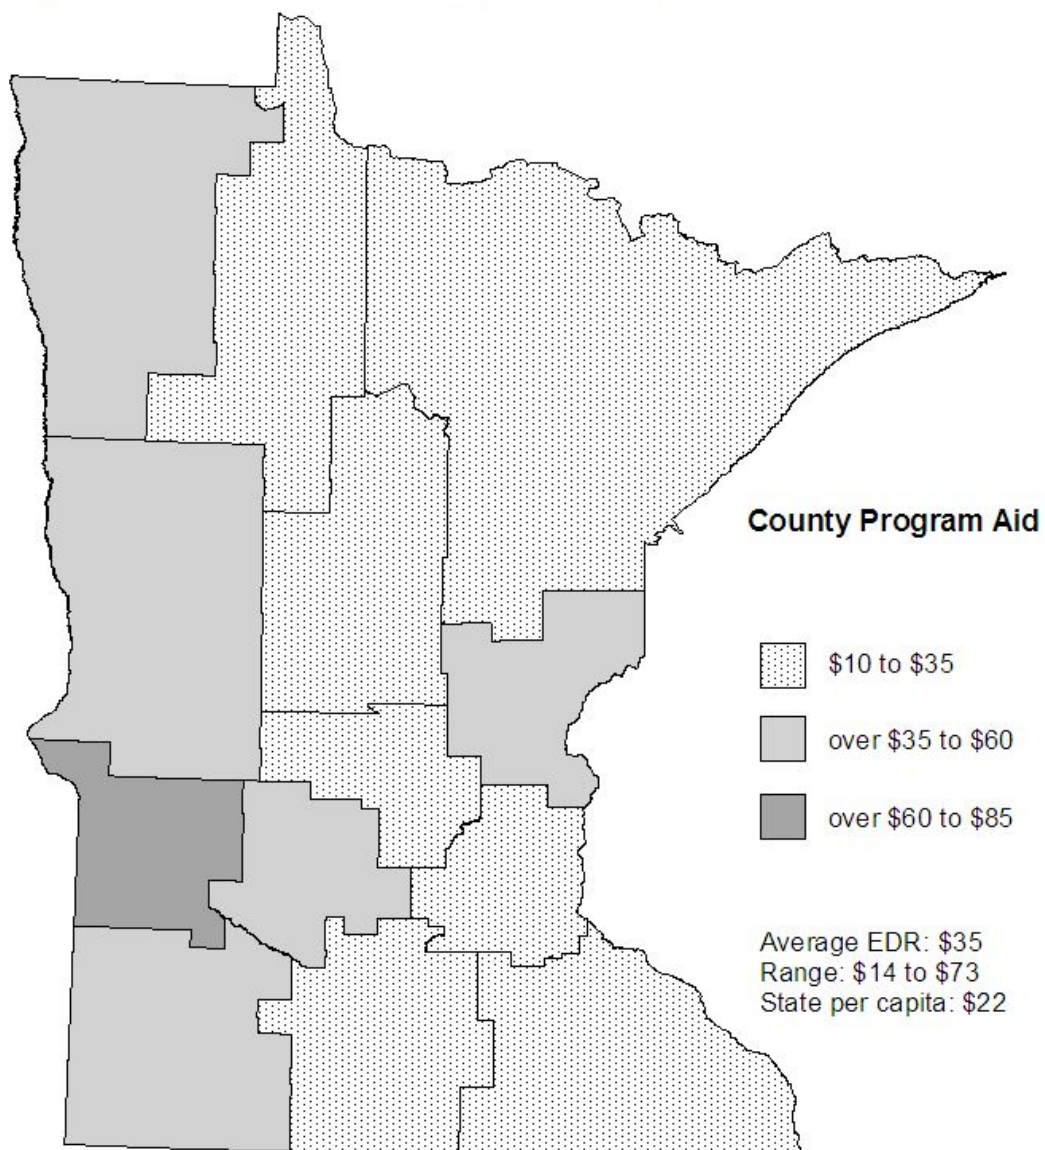 County Program Aid
$10 to $35
over $35 to $60
over $60 to $85
Average EDR: $35
Range: $14 to $73
State per capita: $22